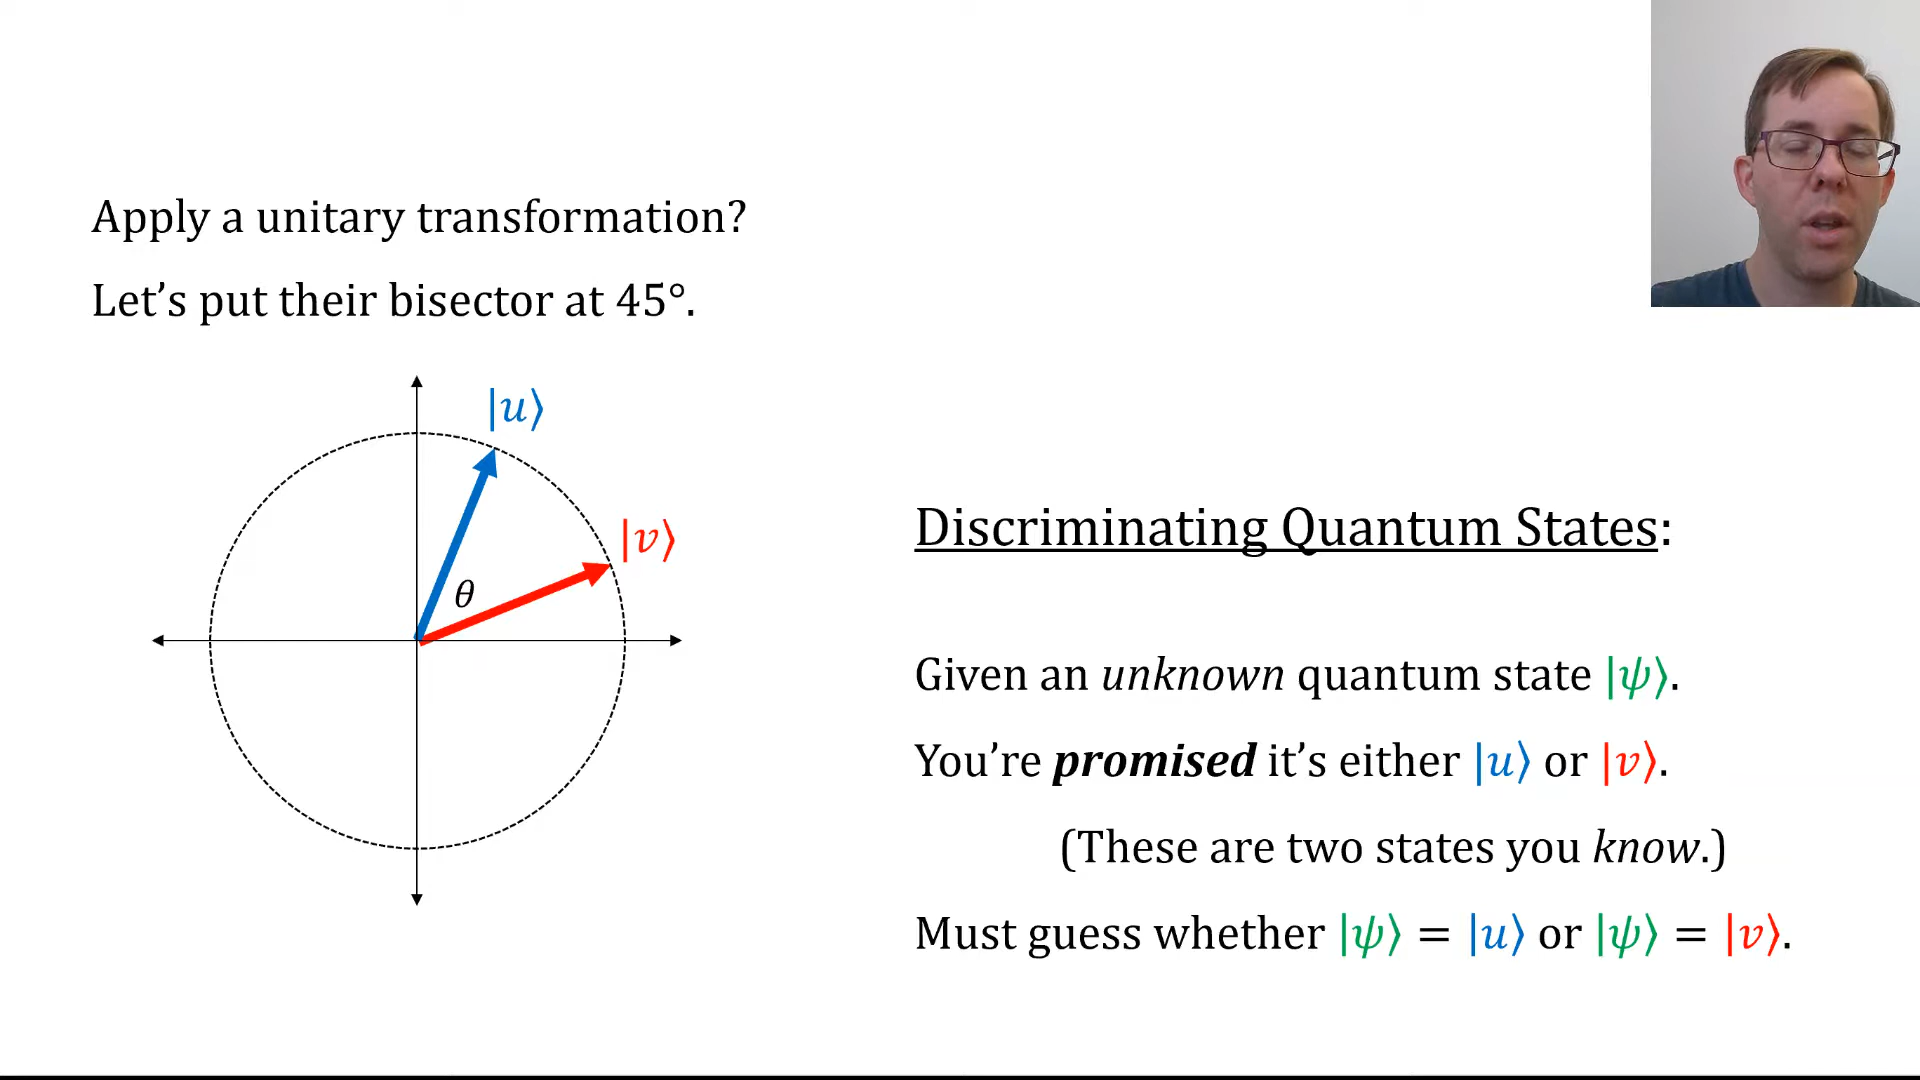 Apply a unitary transformation?
Let's put their bisector at 45°.
|u⟩
|v⟩
θ
Discriminating Quantum States:
Given an unknown quantum state |ψ⟩.
You're promised it's either |u⟩ or |v⟩.
(These are two states you know.)
Must guess whether |ψ⟩ = |u⟩ or |ψ⟩ = |v⟩.